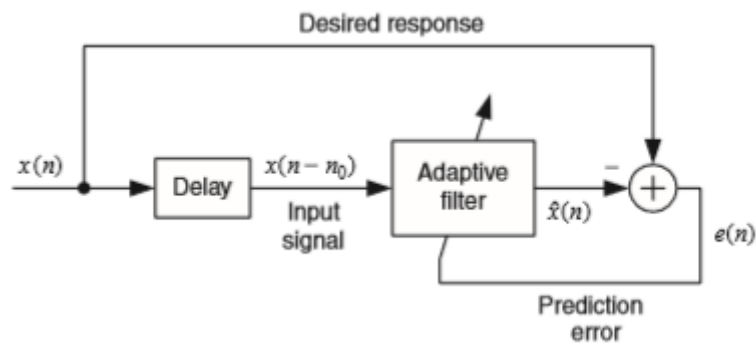 Desired response
x(n)
Delay
x(n − n₀)
Input
signal
Adaptive
filter
−
x̂(n)
+
e(n)
Prediction
error